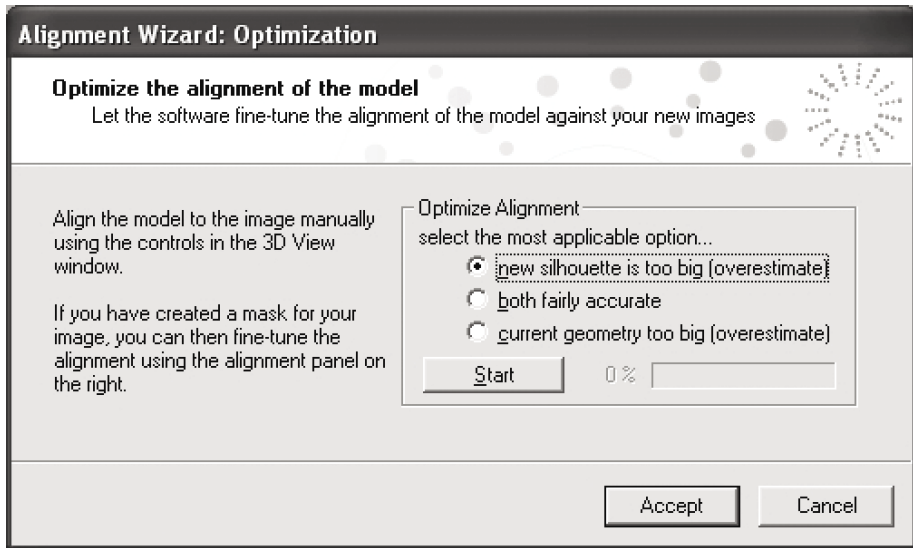 Alignment Wizard: Optimization
Optimize the alignment of the model
Let the software fine-tune the alignment of the model against your new images
Align the model to the image manually
using the controls in the 3D View
window.
If you have created a mask for your
image, you can then fine-tune the
alignment using the alignment panel on
the right.
Optimize Alignment
select the most applicable option...
new silhouette is too big (overestimate)
both fairly accurate
current geometry too big (overestimate)
Start
0 %
Accept
Cancel